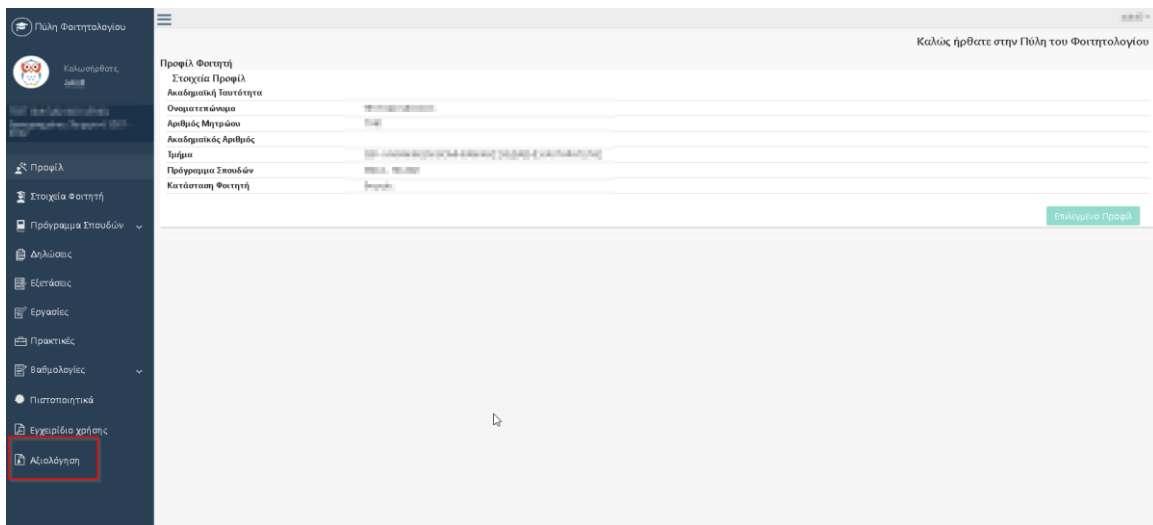 Πύλη Φοιτητολογίου
Καλωσήρθατε,
Προφίλ
Στοιχεία Φοιτητή
Πρόγραμμα Σπουδών
Δηλώσεις
Εξετάσεις
Εργασίες
Πρακτικές
Βαθμολογίες
Πιστοποιητικά
Εγχειρίδιο χρήσης
Αξιολόγηση
Καλώς ήρθατε στην Πύλη του Φοιτητολογίου
Προφίλ Φοιτητή
Στοιχεία Προφίλ
Ακαδημαϊκή Ταυτότητα
Ονοματεπώνυμο
Αριθμός Μητρώου
Ακαδημαϊκός Αριθμός
Τμήμα
Πρόγραμμα Σπουδών
Κατάσταση Φοιτητή
Επιλεγμένο Προφίλ